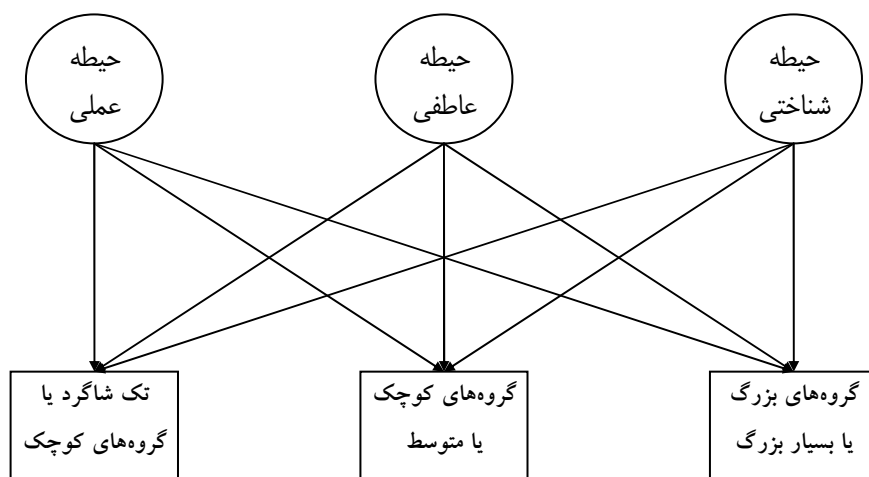 حیطه
شناختی
حیطه
عاطفی
حیطه
عملی
گروه‌های بزرگ
یا بسیار بزرگ
گروه‌های کوچک
یا متوسط
تک شاگرد یا
گروه‌های کوچک